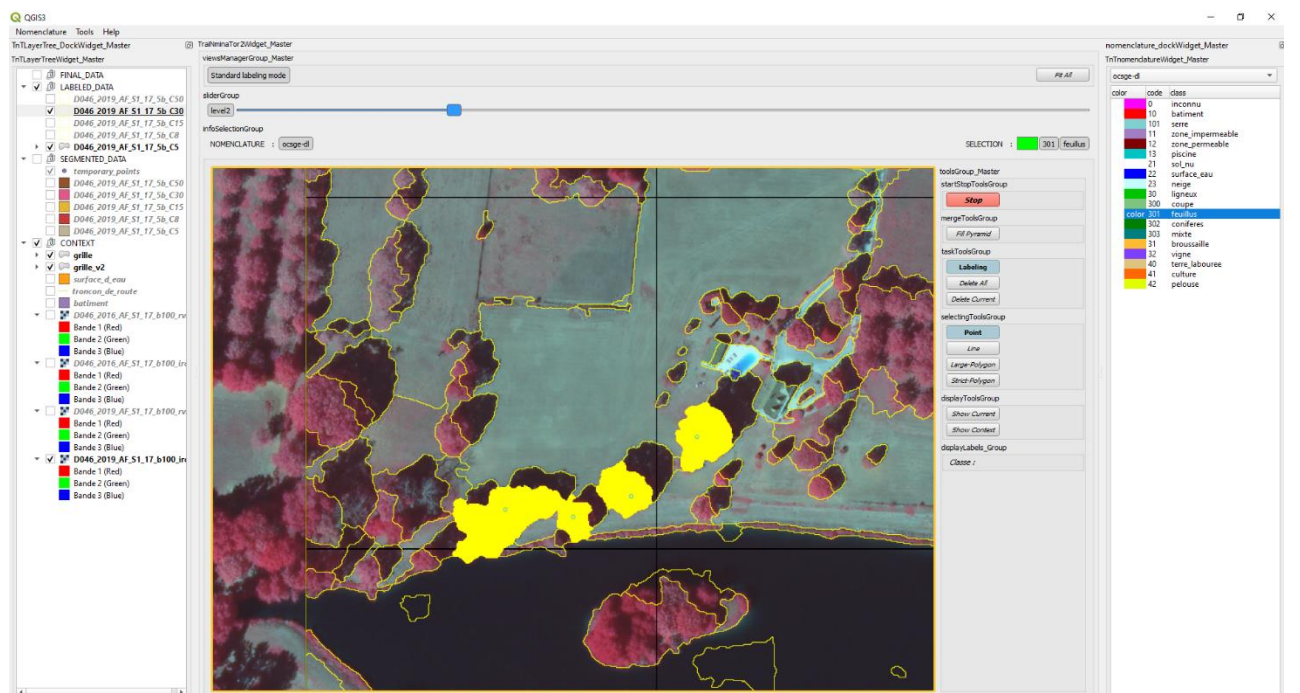 QGIS3
Nomenclature Tools Help
TnTLayerTree_DockWidget_Master
TnTLayerTreeWidget_Master
FINAL_DATA
LABELED_DATA
D046_2019_AF_S1_17_5b_C50
D046_2019_AF_S1_17_5b_C30
D046_2019_AF_S1_17_5b_C15
D046_2019_AF_S1_17_5b_C8
D046_2019_AF_S1_17_5b_C5
SEGMENTED_DATA
temporary_points
D046_2019_AF_S1_17_5b_C50
D046_2019_AF_S1_17_5b_C30
D046_2019_AF_S1_17_5b_C15
D046_2019_AF_S1_17_5b_C8
D046_2019_AF_S1_17_5b_C5
CONTEXT
grille
grille_v2
surface_d_eau
troncon_de_route
batiment
D046_2016_AF_S1_17_b100_rv
Bande 1 (Red)
Bande 2 (Green)
Bande 3 (Blue)
D046_2016_AF_S1_17_b100_irc
Bande 1 (Red)
Bande 2 (Green)
Bande 3 (Blue)
D046_2019_AF_S1_17_b100_rv
Bande 1 (Red)
Bande 2 (Green)
Bande 3 (Blue)
D046_2019_AF_S1_17_b100_irc
Bande 1 (Red)
Bande 2 (Green)
Bande 3 (Blue)
TraiNminaTor2Widget_Master
viewsManagerGroup_Master
Standard labeling mode Fit All
sliderGroup
level2
infoSelectionGroup
NOMENCLATURE : ocsge-dl SELECTION : 301 feuillus
toolsGroup_Master
startStopToolsGroup
Stop
mergeToolsGroup
Fill Pyramid
taskToolsGroup
Labeling
Delete All
Delete Current
selectingToolsGroup
Point
Line
Large-Polygon
Strict-Polygon
displayToolsGroup
Show Current
Show Context
displayLabels_Group
Classe :
nomenclature_dockWidget_Master
TnTnomenclatureWidget_Master
ocsge-dl
color code class
0 inconnu
10 batiment
101 serre
11 zone_impermeable
12 zone_permeable
13 piscine
21 sol_nu
22 surface_eau
23 neige
30 ligneux
300 coupe
color 301 feuillus
302 coniferes
303 mixte
31 broussaille
32 vigne
40 terre_labouree
41 culture
42 pelouse